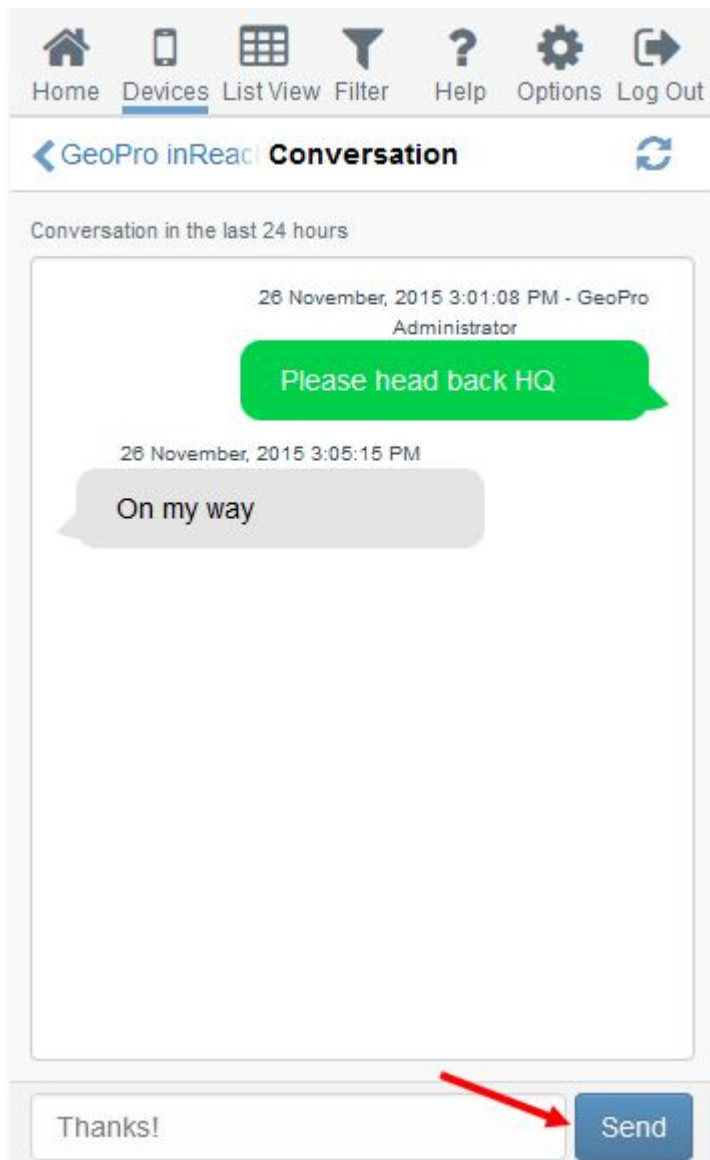 Home Devices List View Filter Help Options Log Out
GeoPro inReac Conversation
Conversation in the last 24 hours
26 November, 2015 3:01:08 PM - GeoPro
Administrator
Please head back HQ
26 November, 2015 3:05:15 PM
On my way
Thanks! Send